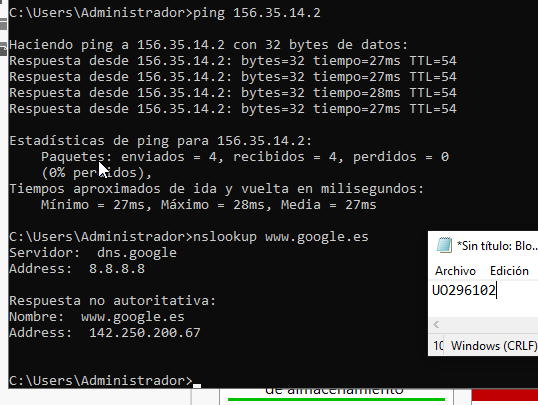 C:\Users\Administrador>ping 156.35.14.2
Haciendo ping a 156.35.14.2 con 32 bytes de datos:
Respuesta desde 156.35.14.2: bytes=32 tiempo=27ms TTL=54
Respuesta desde 156.35.14.2: bytes=32 tiempo=27ms TTL=54
Respuesta desde 156.35.14.2: bytes=32 tiempo=28ms TTL=54
Respuesta desde 156.35.14.2: bytes=32 tiempo=27ms TTL=54
Estadísticas de ping para 156.35.14.2:
Paquetes: enviados = 4, recibidos = 4, perdidos = 0
(0% perdidos),
Tiempos aproximados de ida y vuelta en milisegundos:
Mínimo = 27ms, Máximo = 28ms, Media = 27ms
C:\Users\Administrador>nslookup www.google.es
Servidor: dns.google
Address: 8.8.8.8
Respuesta no autoritativa:
Nombre: www.google.es
Address: 142.250.200.67
C:\Users\Administrador>
*Sin título: Blo...
Archivo Edición
UO296102
10 Windows (CRLF)
de almacenamiento